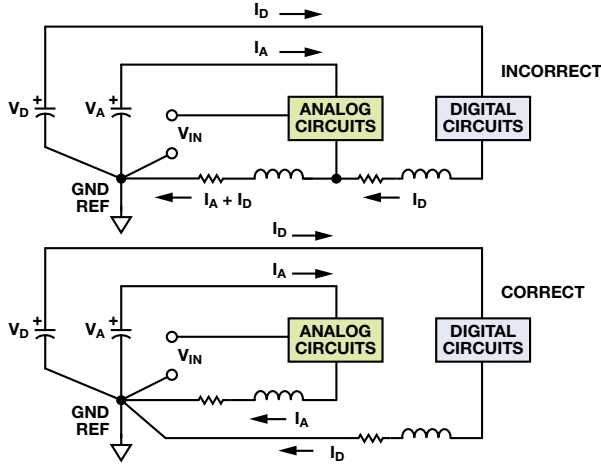 I_D
I_A
INCORRECT
V_D +
V_A +
V_IN
ANALOG
CIRCUITS
DIGITAL
CIRCUITS
GND
REF
I_A + I_D
I_D
I_D
I_A
CORRECT
V_D +
V_A +
V_IN
ANALOG
CIRCUITS
DIGITAL
CIRCUITS
GND
REF
I_A
I_D